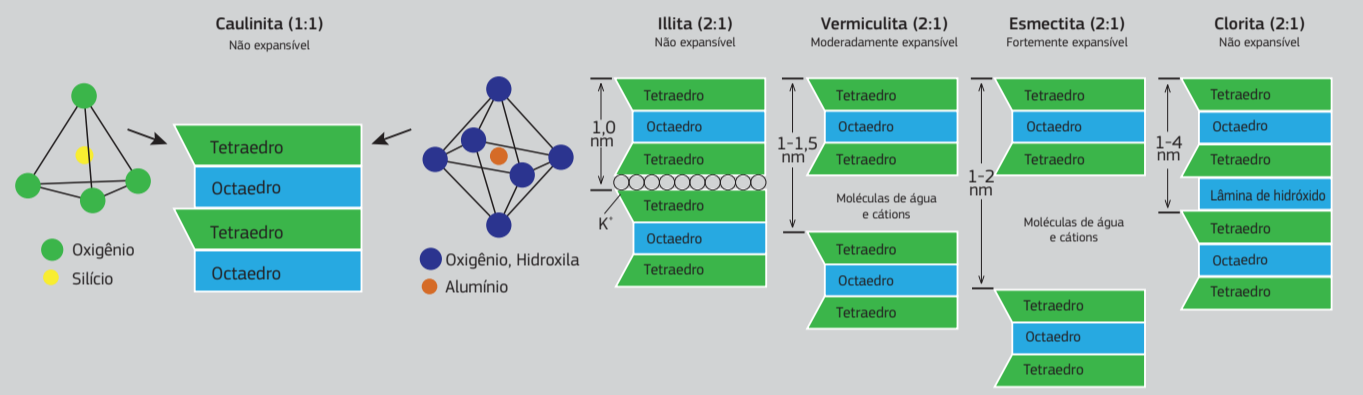 Caulinita (1:1)
Não expansível
Tetraedro
Octaedro
Tetraedro
Octaedro
Oxigênio
Silício
Oxigênio, Hidroxila
Alumínio
Illita (2:1)
Não expansível
1,0
nm
Tetraedro
Octaedro
Tetraedro
K⁺
Tetraedro
Octaedro
Tetraedro
Vermiculita (2:1)
Moderadamente expansível
1-1,5
nm
Tetraedro
Octaedro
Tetraedro
Moléculas de água
e cátions
Tetraedro
Octaedro
Tetraedro
Esmectita (2:1)
Fortemente expansível
1-2
nm
Tetraedro
Octaedro
Tetraedro
Moléculas de água
e cátions
Tetraedro
Octaedro
Tetraedro
Clorita (2:1)
Não expansível
1-4
nm
Tetraedro
Octaedro
Tetraedro
Lâmina de hidróxido
Tetraedro
Octaedro
Tetraedro